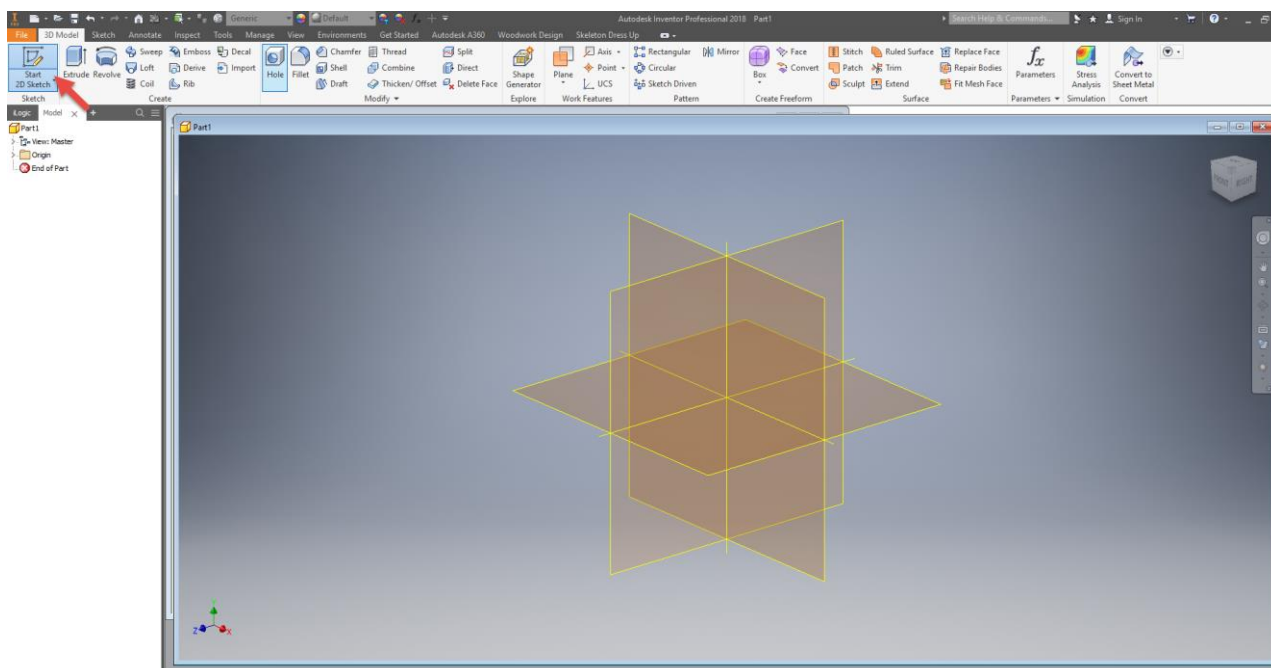 Generic Default Autodesk Inventor Professional 2018 Part1 Search Help & Commands... Sign In
File 3D Model Sketch Annotate Inspect Tools Manage View Environments Get Started Autodesk A360 Woodwork Design Skeleton Dress Up
Start 2D Sketch
Extrude Revolve
Sweep Emboss Decal
Loft Derive Import
Coil Rib
Hole Fillet
Chamfer Thread Split
Shell Combine Direct
Draft Thicken/ Offset Delete Face
Shape Generator
Plane
Axis
Point
UCS
Rectangular Mirror
Circular
Sketch Driven
Box
Face
Convert
Stitch Ruled Surface Replace Face
Patch Trim Repair Bodies
Sculpt Extend Fit Mesh Face
fx
Parameters
Stress Analysis
Convert to Sheet Metal
Sketch Create Modify Explore Work Features Pattern Create Freeform Surface Parameters Simulation Convert
Logic Model x +
Part1
View: Master
Origin
End of Part
Part1
FRONT RIGHT
Z X